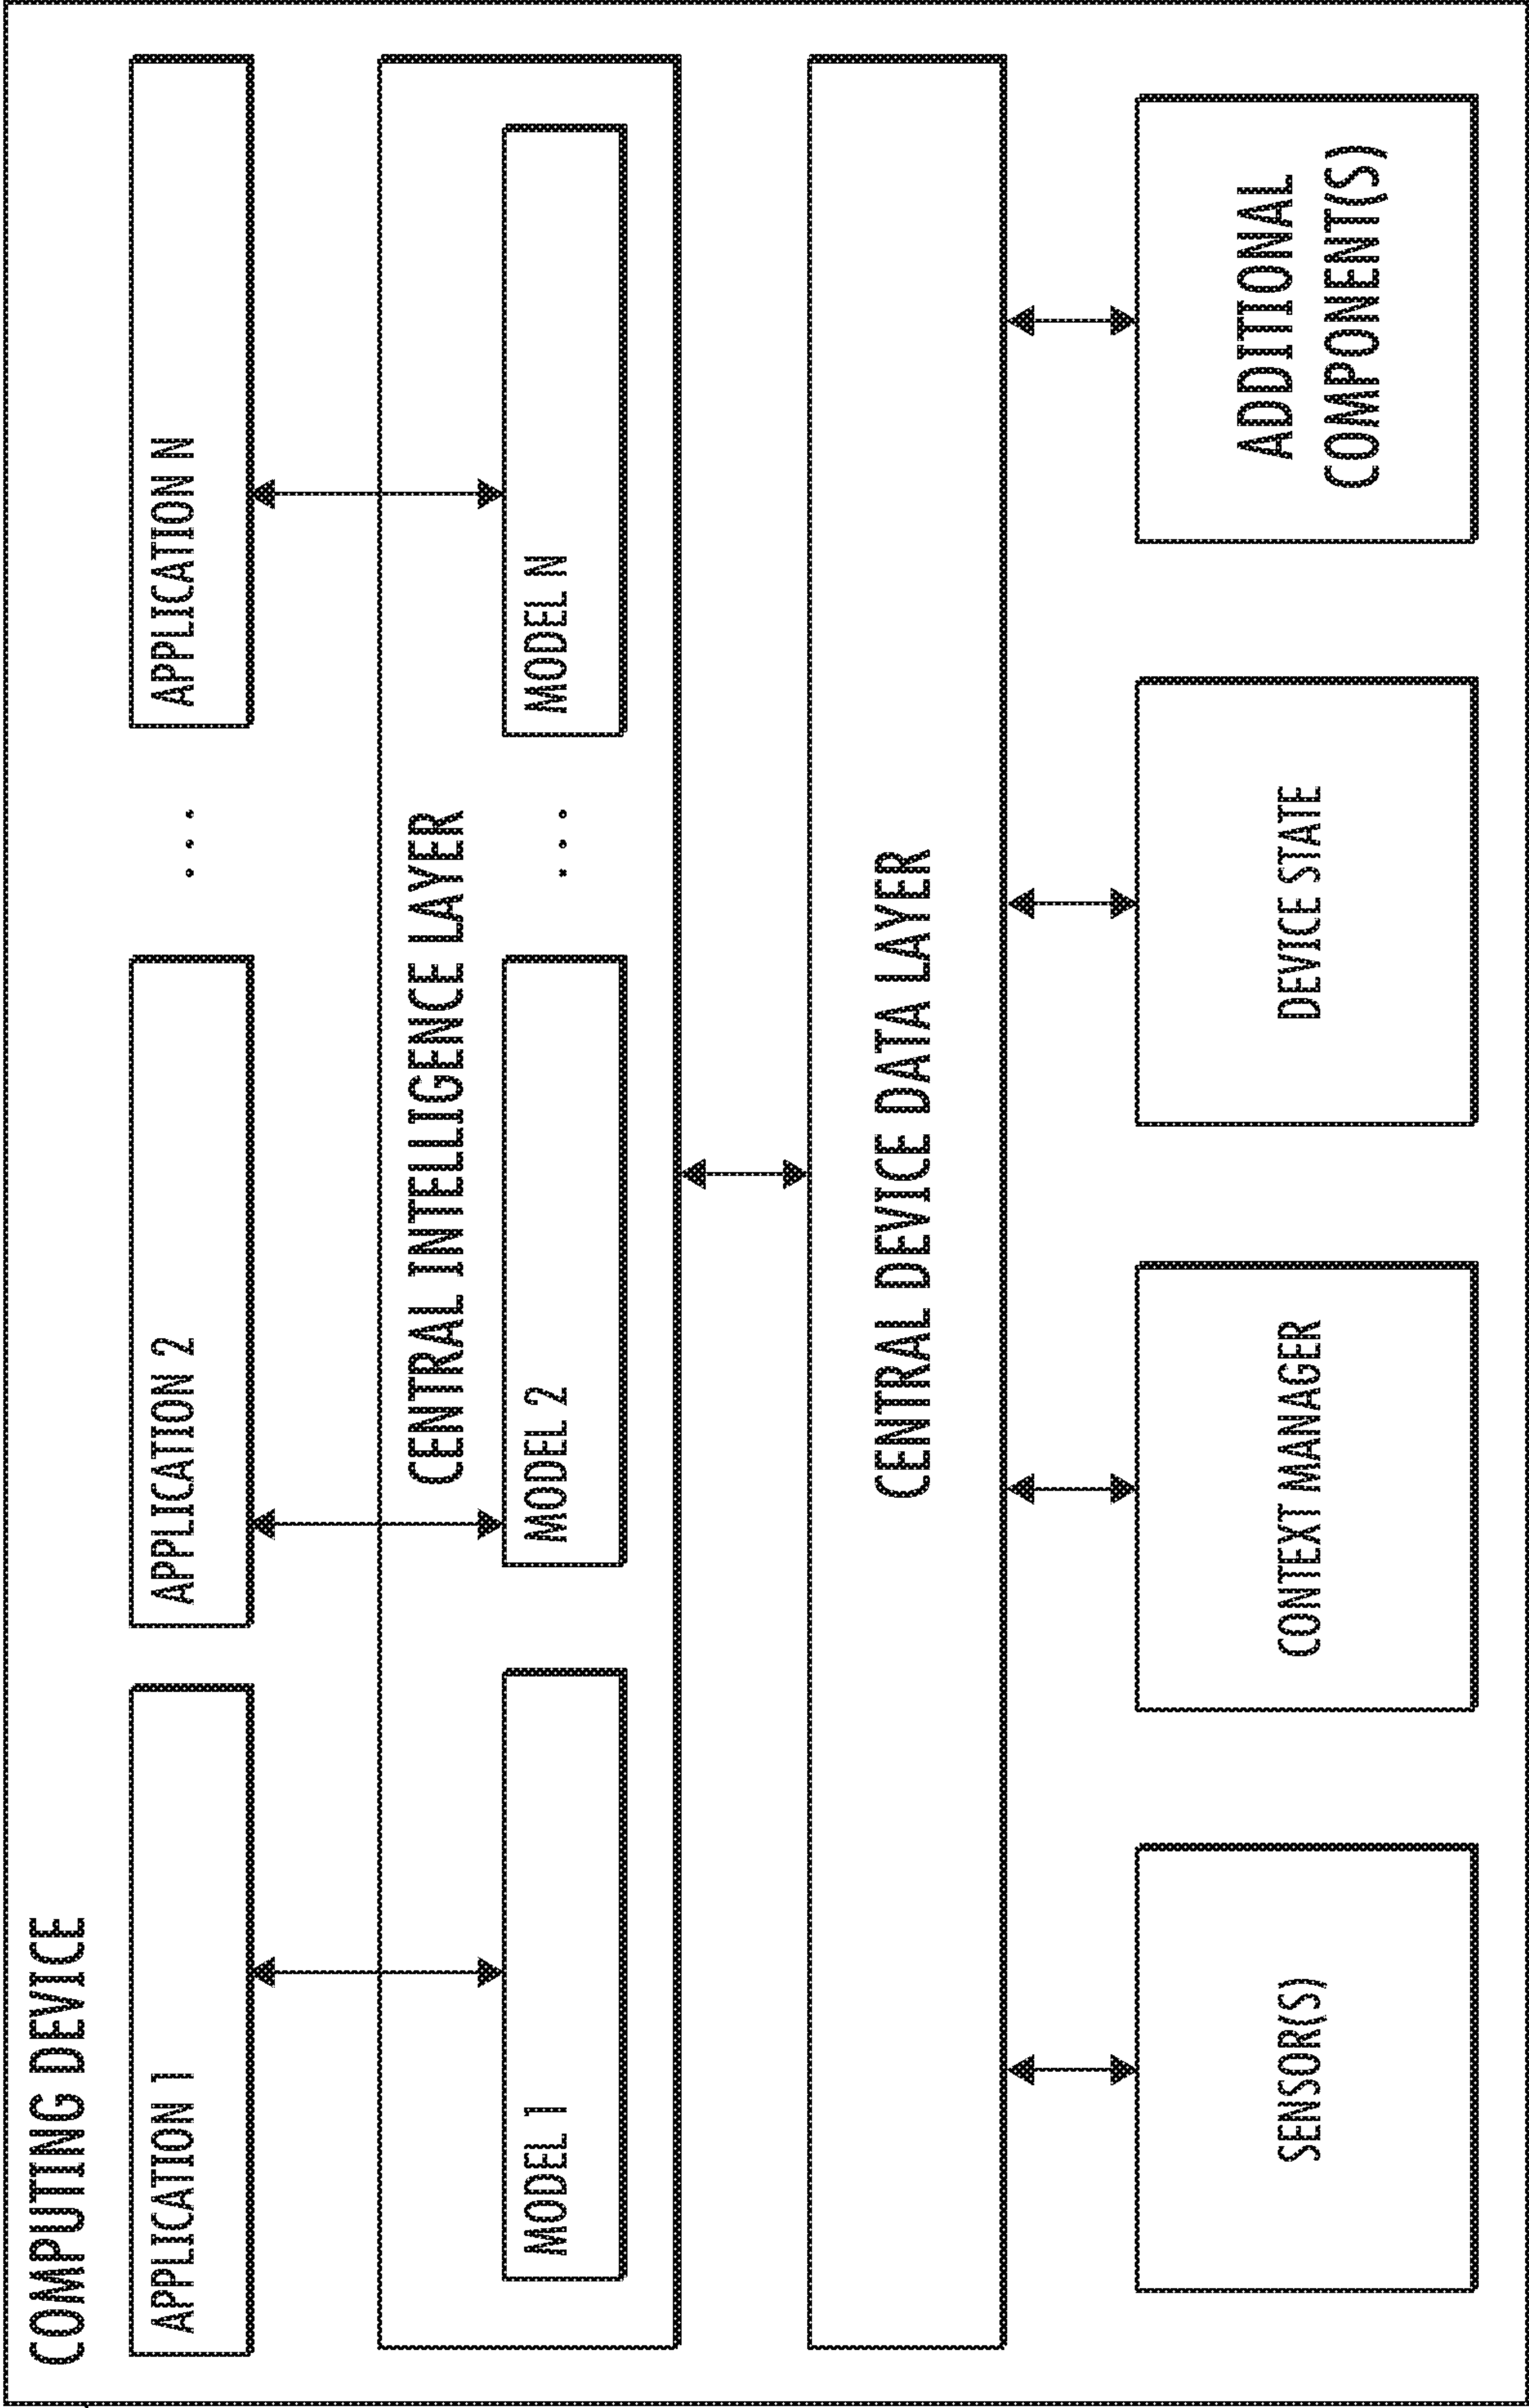 COMPUTING DEVICE
APPLICATION 1
APPLICATION 2
. . .
APPLICATION N
CENTRAL INTELLIGENCE LAYER
MODEL 1
MODEL 2
. . .
MODEL N
CENTRAL DEVICE DATA LAYER
SENSOR(S)
CONTEXT MANAGER
DEVICE STATE
ADDITIONAL
COMPONENT(S)